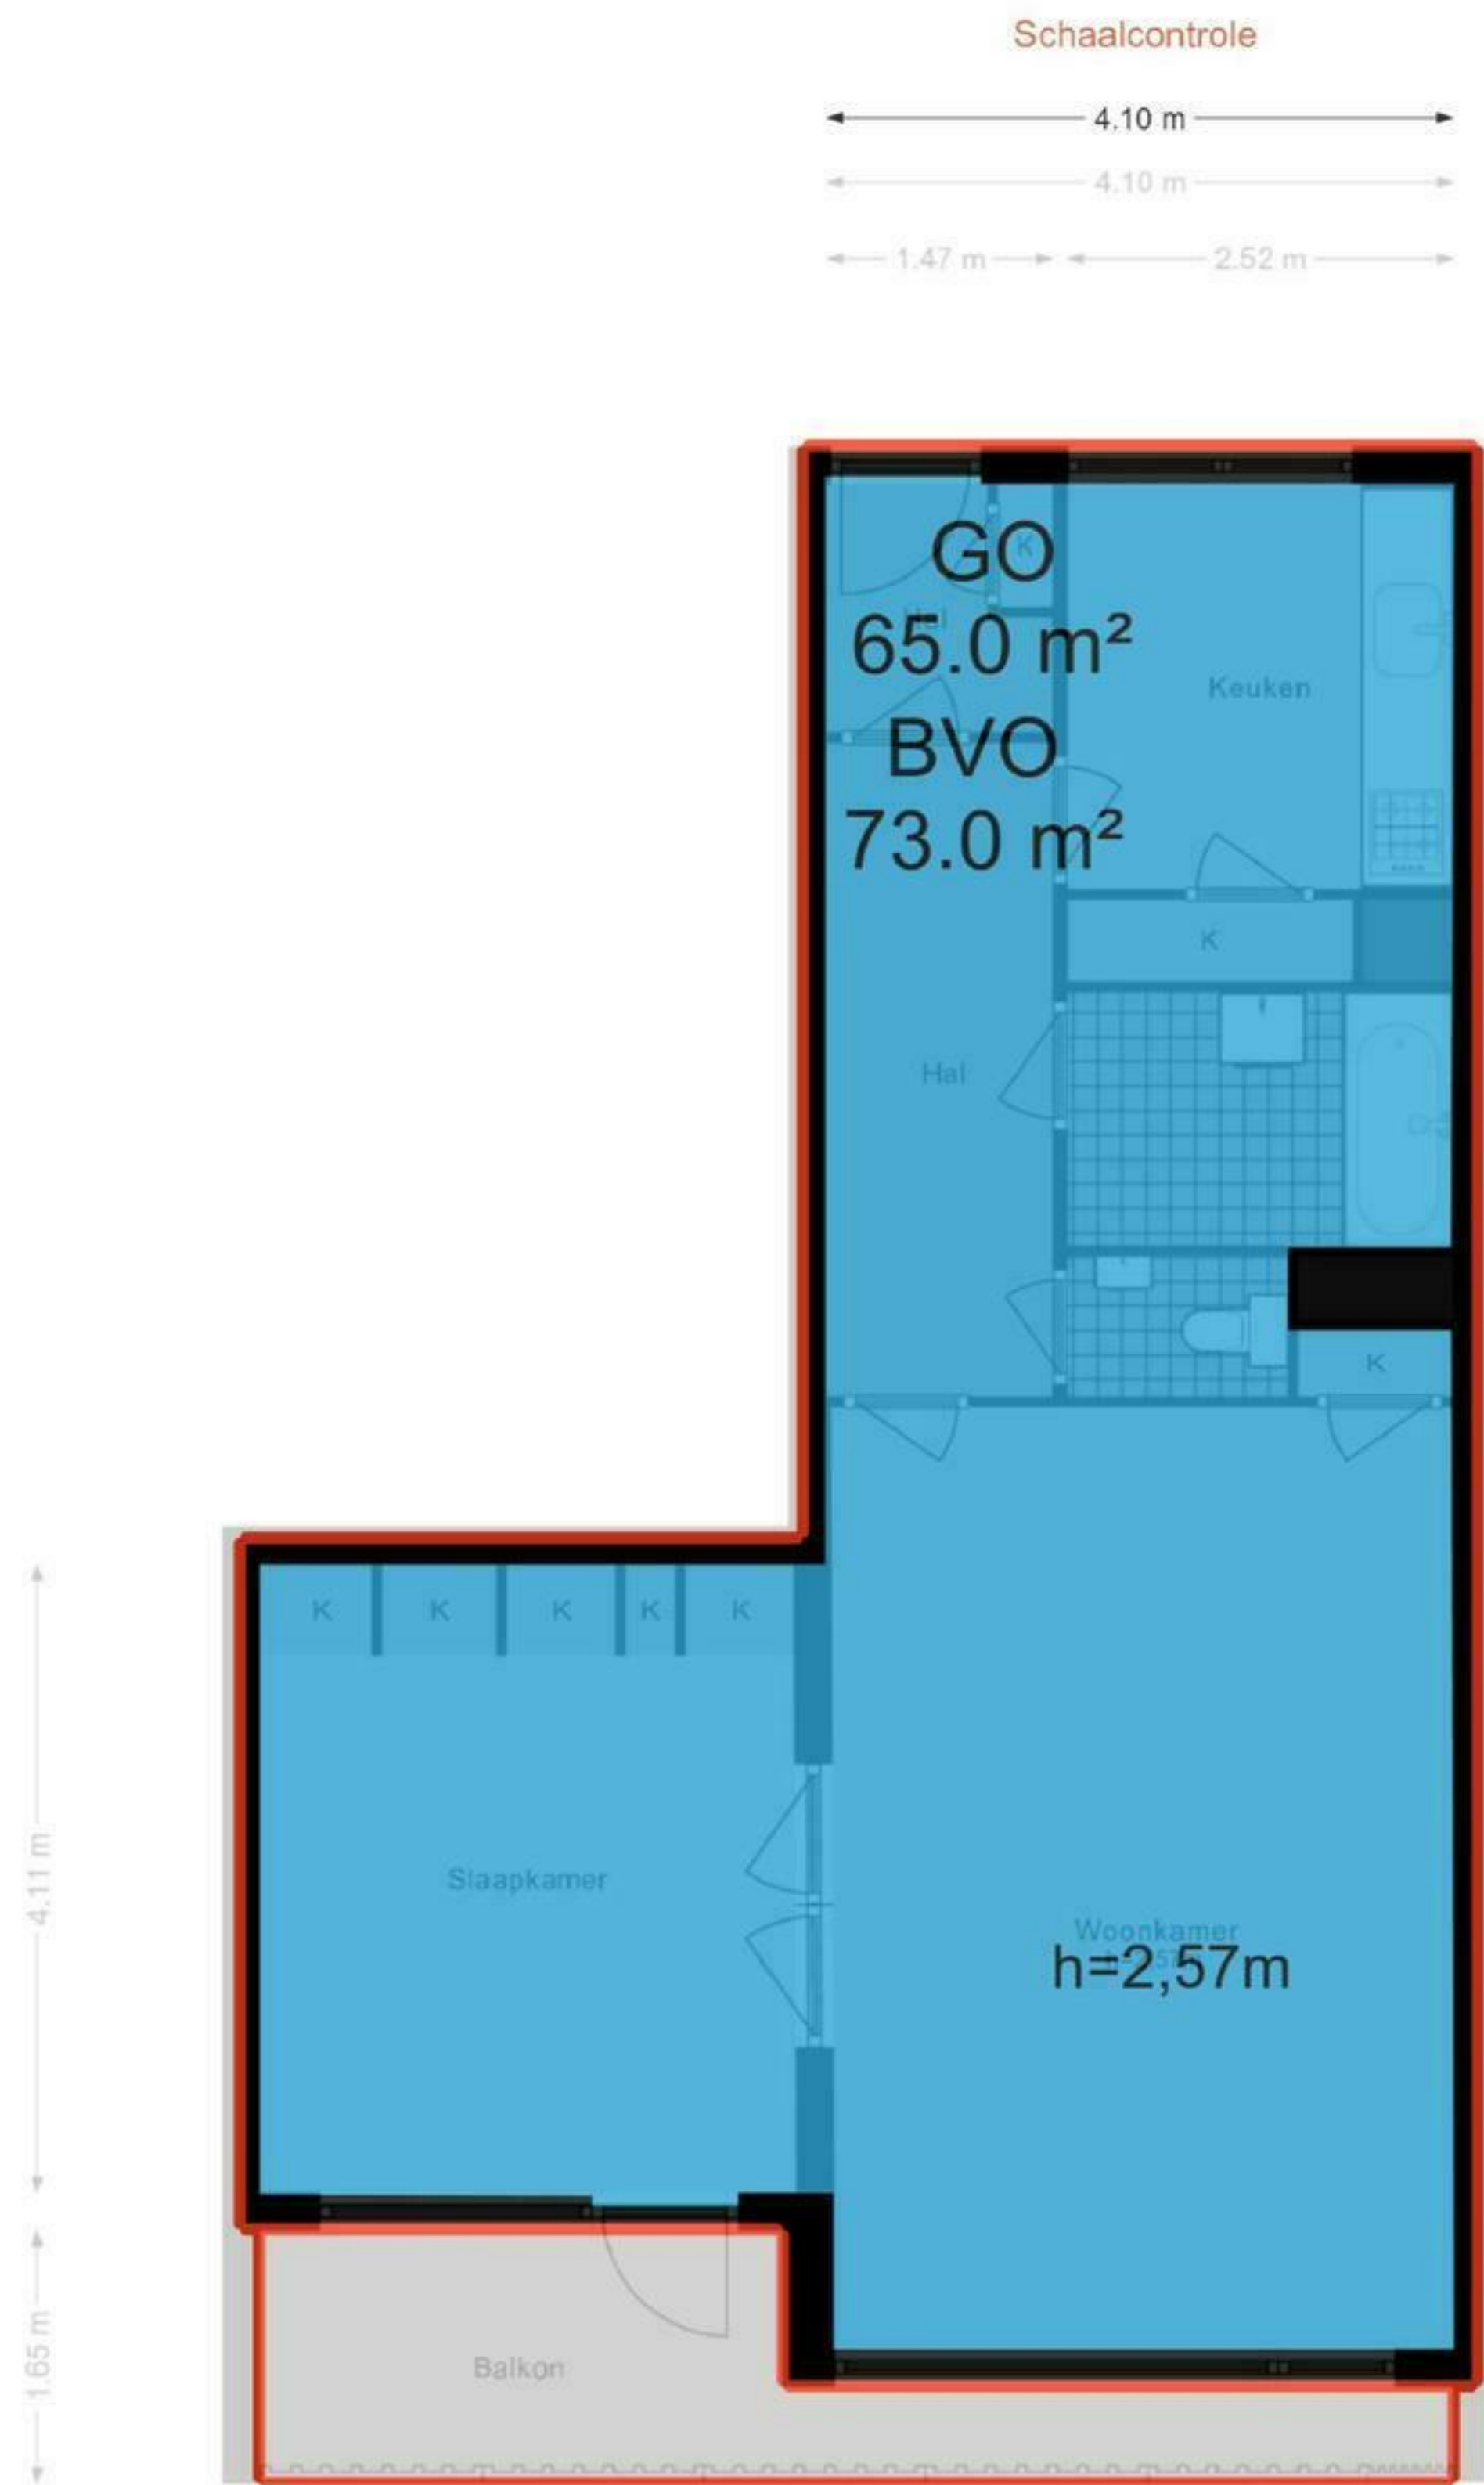 Schaalcontrole
4.10 m
4.10 m
1.47 m
2.52 m
K
GO
Hal
65.0 m²
Keuken
BVO
73.0 m²
K
Hal
K
K
K
K
K
K
4.11 m
Slaapkamer
Woonkamer
h=2,57m
1.65 m
Balkon